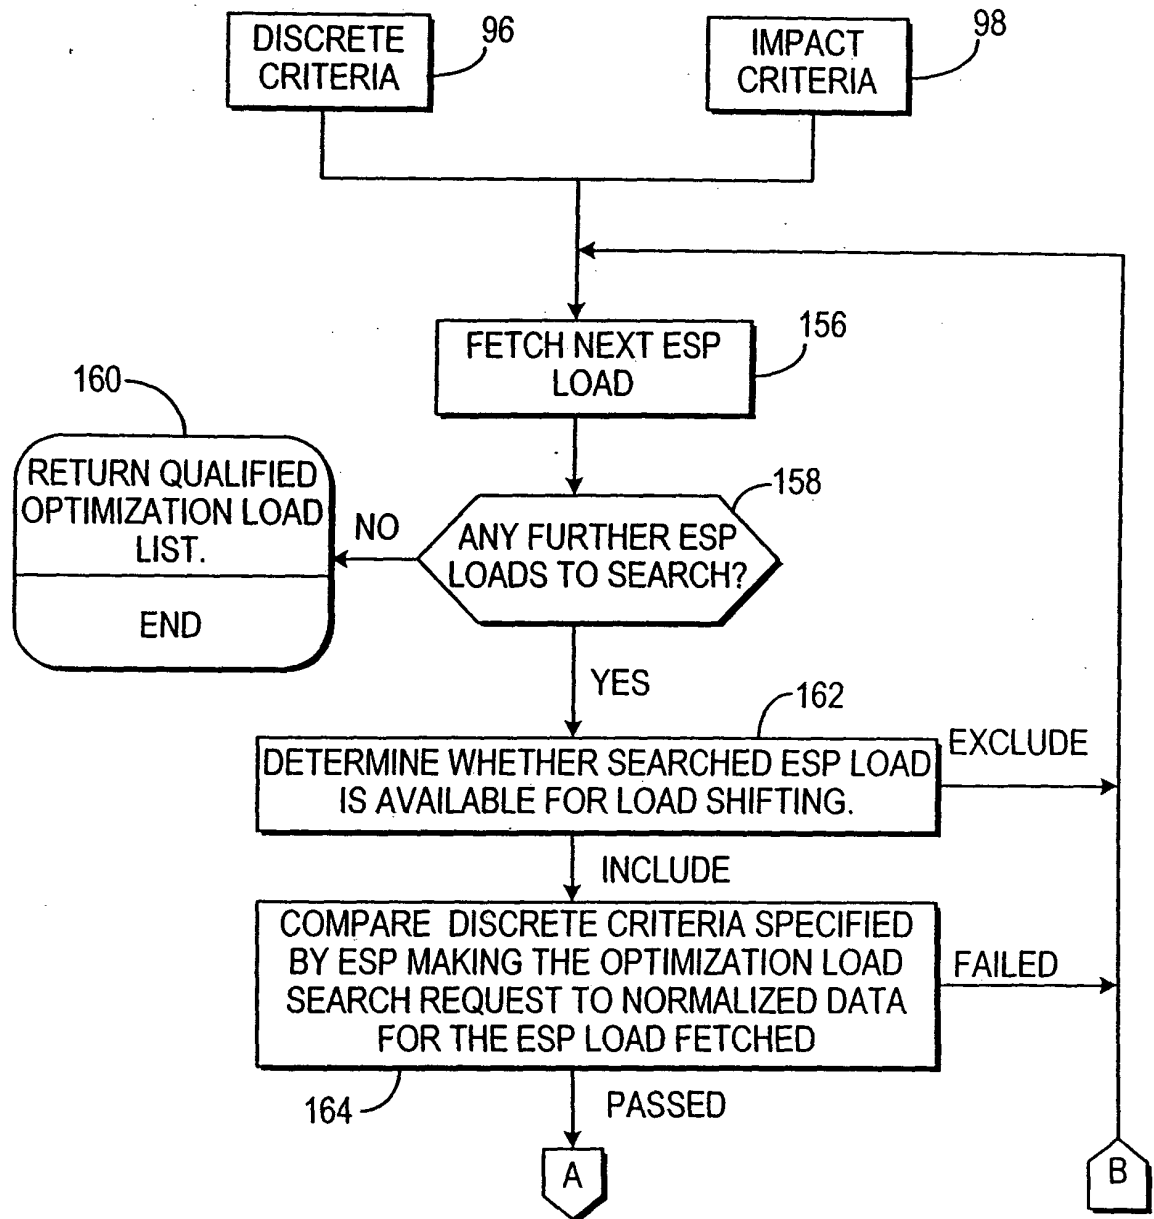 DISCRETE
CRITERIA
96
IMPACT
CRITERIA
98
FETCH NEXT ESP
LOAD
156
160
RETURN QUALIFIED
OPTIMIZATION LOAD
LIST.
END
NO
158
ANY FURTHER ESP
LOADS TO SEARCH?
YES
162
DETERMINE WHETHER SEARCHED ESP LOAD
IS AVAILABLE FOR LOAD SHIFTING.
EXCLUDE
INCLUDE
COMPARE DISCRETE CRITERIA SPECIFIED
BY ESP MAKING THE OPTIMIZATION LOAD
SEARCH REQUEST TO NORMALIZED DATA
FOR THE ESP LOAD FETCHED
FAILED
164
PASSED
A
B